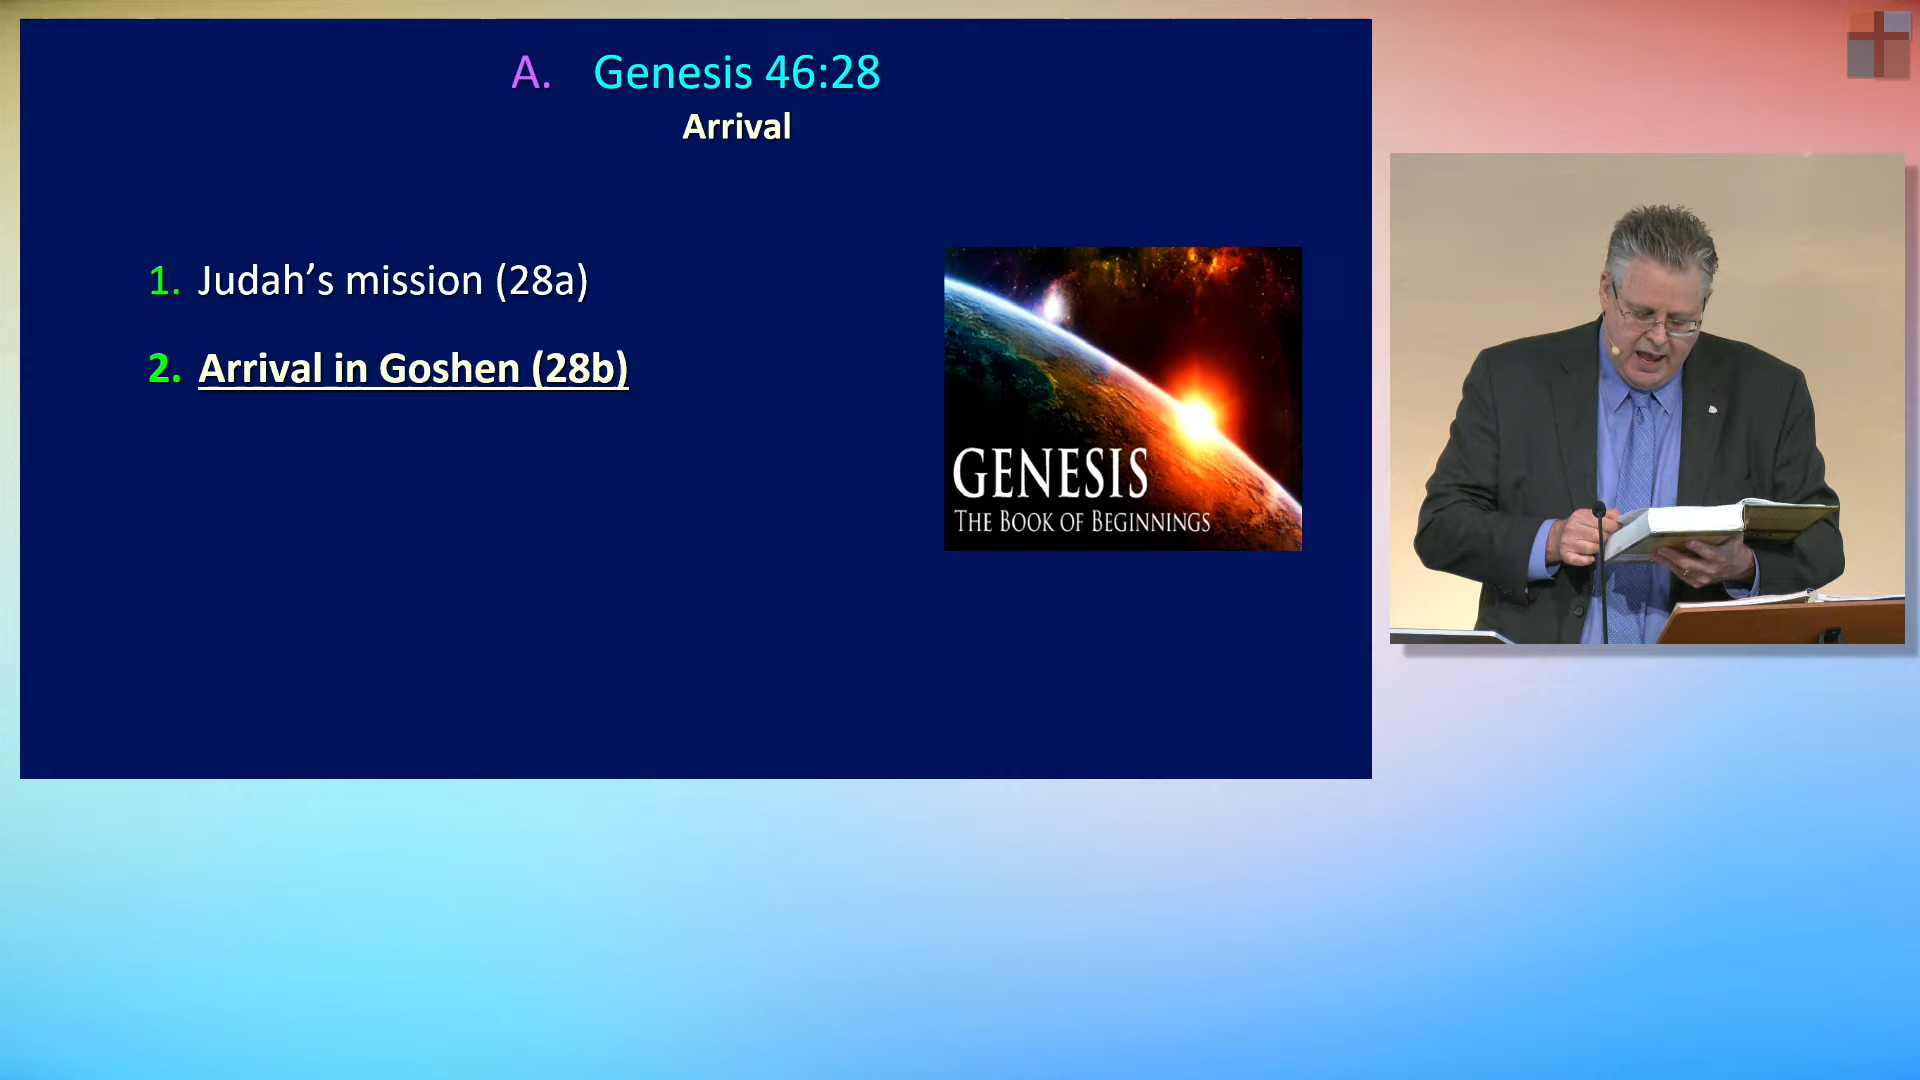 A. Genesis 46:28
Arrival
1. Judah’s mission (28a)
2. Arrival in Goshen (28b)
GENESIS
THE BOOK OF BEGINNINGS